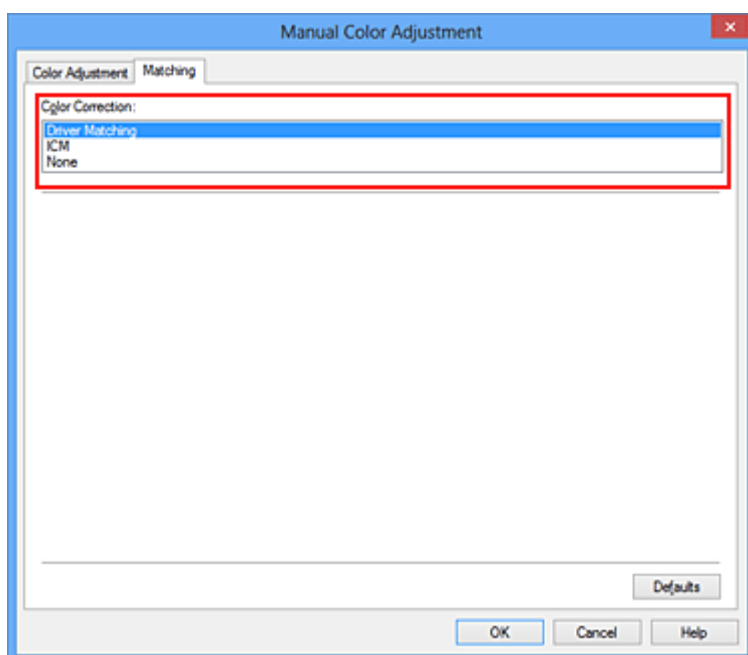 Manual Color Adjustment
Color Adjustment Matching
Color Correction:
Driver Matching
ICM
None
Defaults
OK Cancel Help